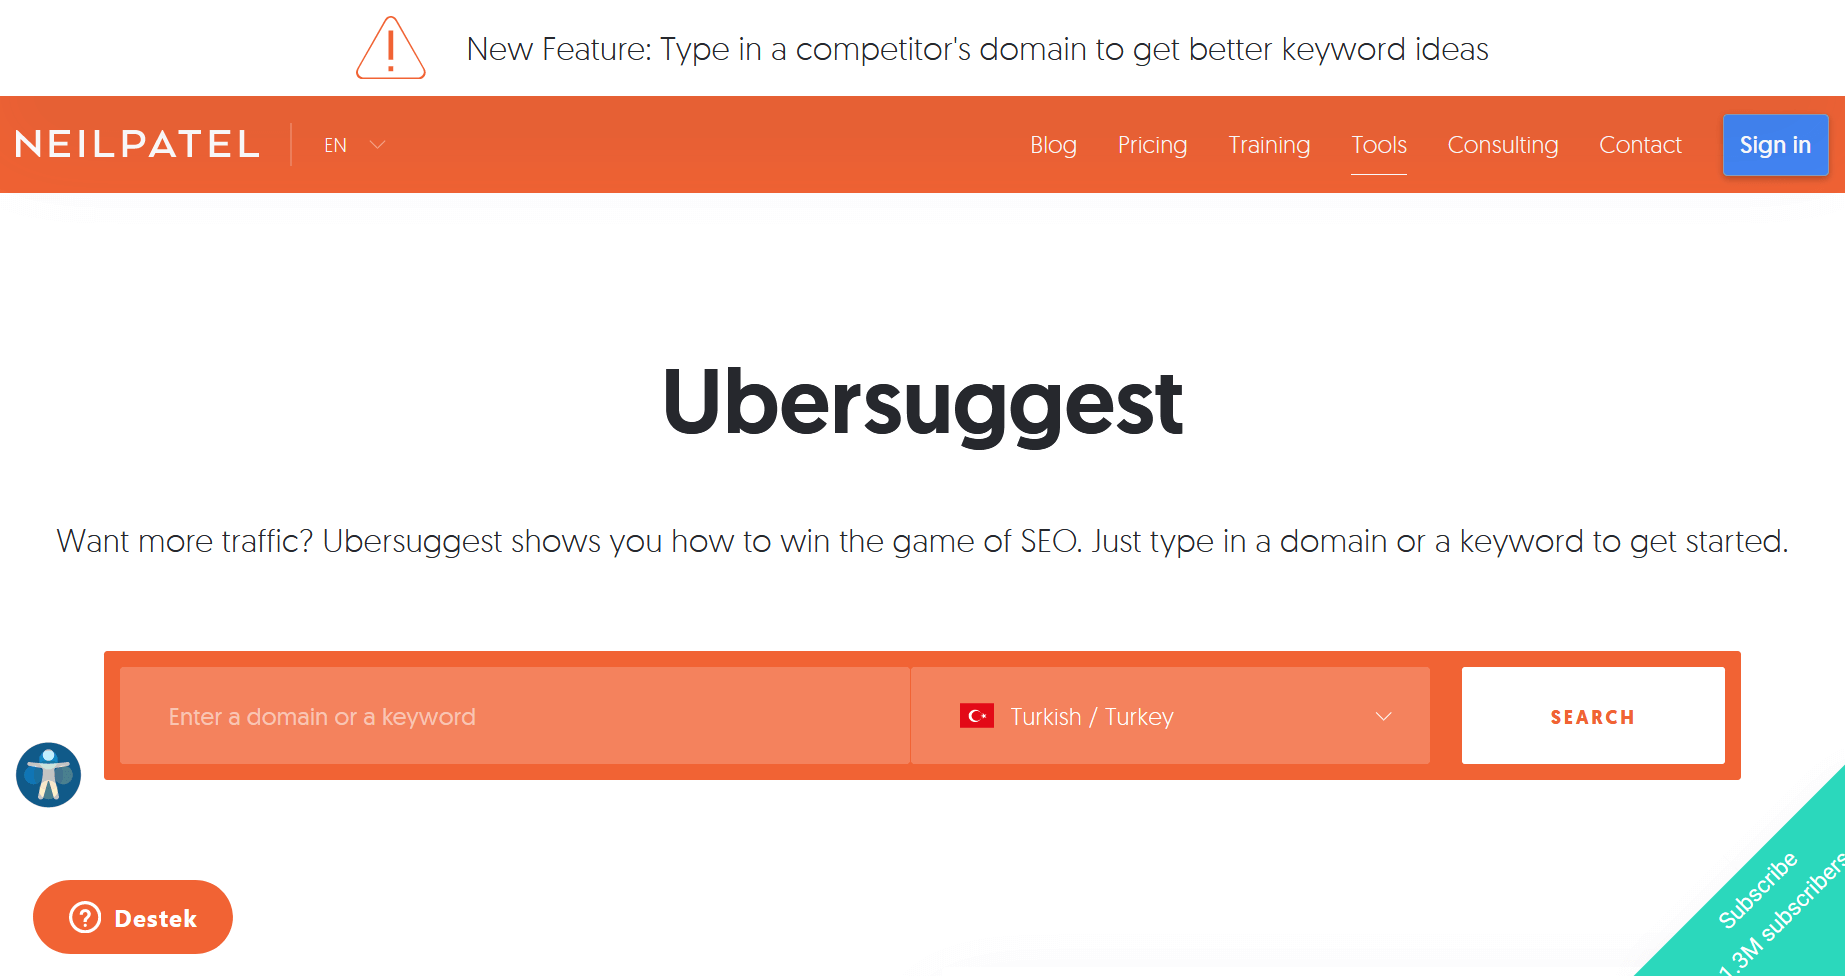 New Feature: Type in a competitor's domain to get better keyword ideas
NEILPATEL
EN
Blog
Pricing
Training
Tools
Consulting
Contact
Sign in
Ubersuggest
Want more traffic? Ubersuggest shows you how to win the game of SEO. Just type in a domain or a keyword to get started.
Enter a domain or a keyword
Turkish / Turkey
SEARCH
Destek
Subscribe
1.3M subscribers